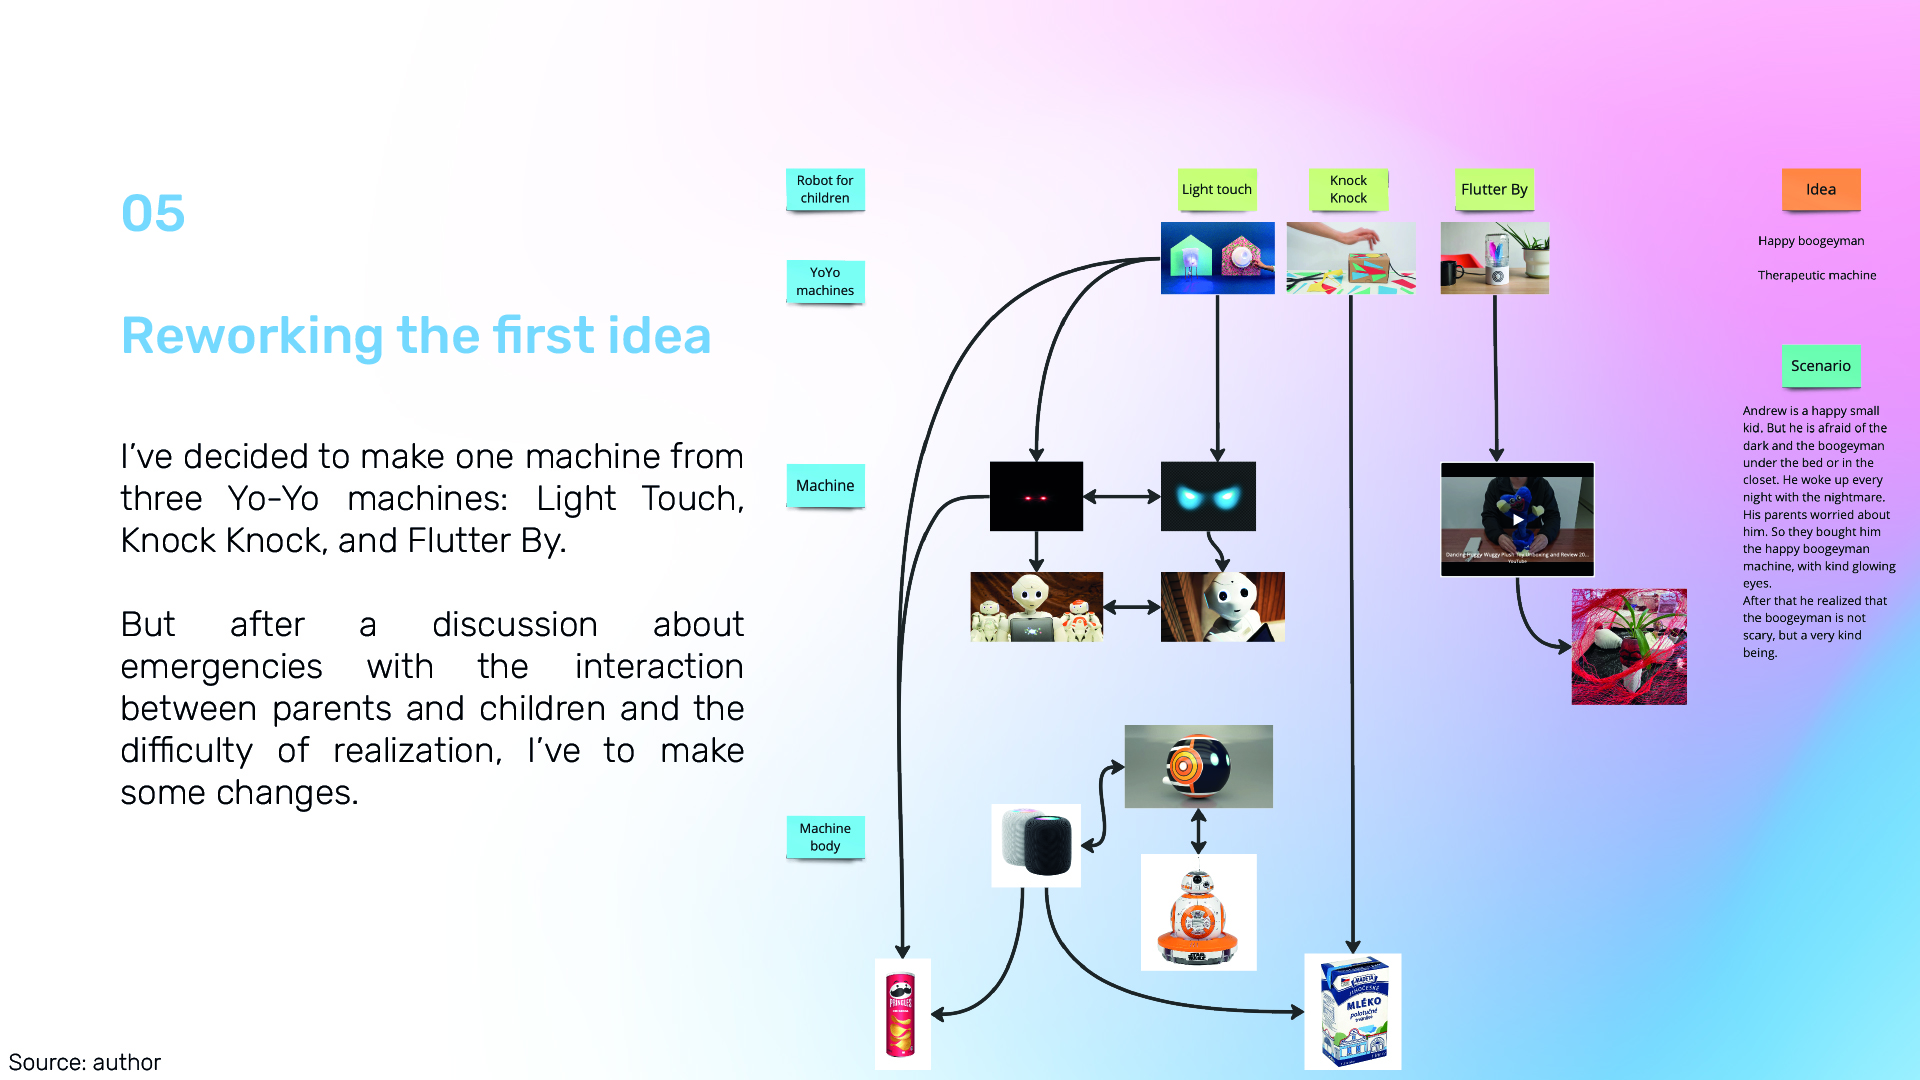 05
Reworking the first idea
I've decided to make one machine from
three Yo-Yo machines: Light Touch,
Knock Knock, and Flutter By.
But after a discussion about
emergencies with the interaction
between parents and children and the
difficulty of realization, I've to make
some changes.
Source: author
Robot for
children
YoYo
machines
Machine
Machine
body
Light touch
Knock
Knock
Flutter By
Dancing Huggy Wuggy Plush Toy Unboxing and Review 20...
YouTube
STAR
WARS
PRINGLES
MADETA
JIHOČESKÉ
MLÉKO
polotučné
trvanlivé
Idea
Happy boogeyman
Therapeutic machine
Scenario
Andrew is a happy small
kid. But he is afraid of the
dark and the boogeyman
under the bed or in the
closet. He woke up every
night with the nightmare.
His parents worried about
him. So they bought him
the happy boogeyman
machine, with kind glowing
eyes.
After that he realized that
the boogeyman is not
scary, but a very kind
being.